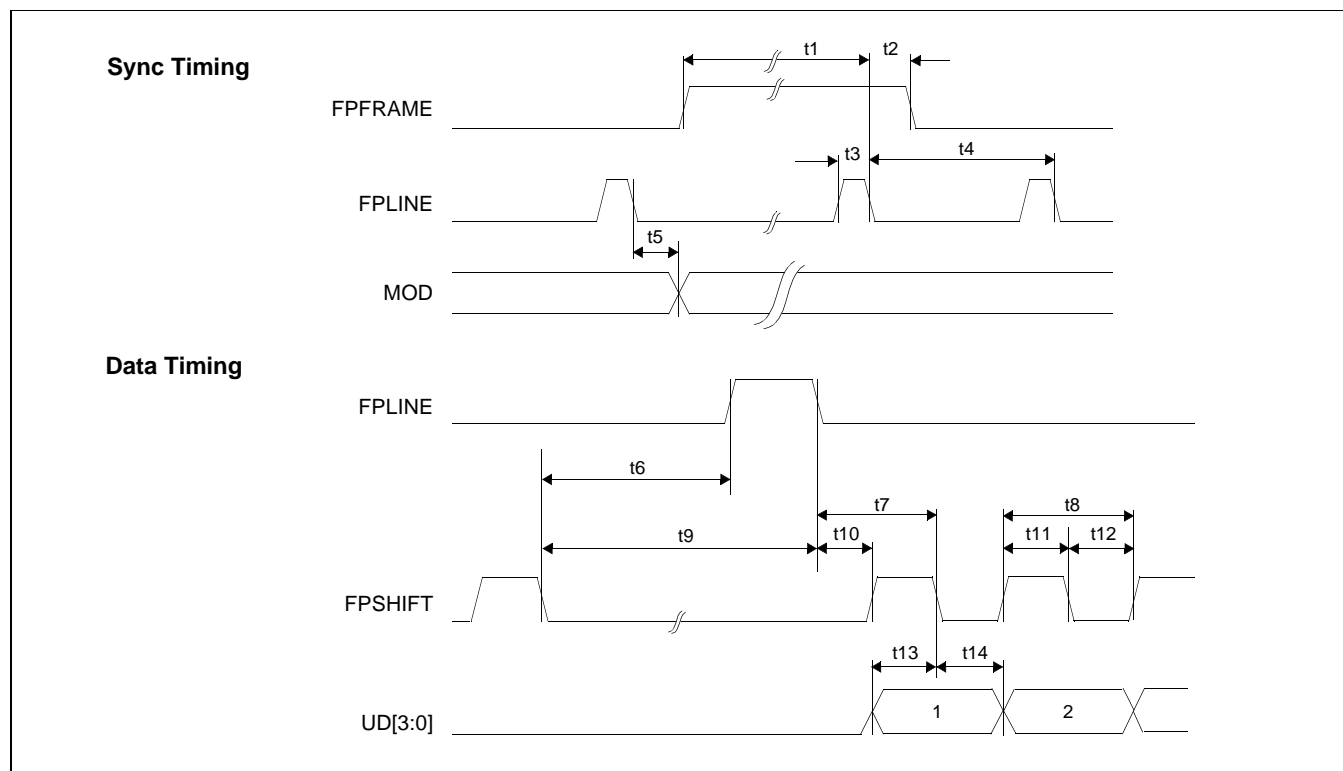 t1 t2
Sync Timing
FPFRAME
t3 t4
FPLINE
t5
MOD
Data Timing
FPLINE
t6
t7 t8
t9 t10 t11 t12
FPSHIFT
t13 t14
UD[3:0] 1 2